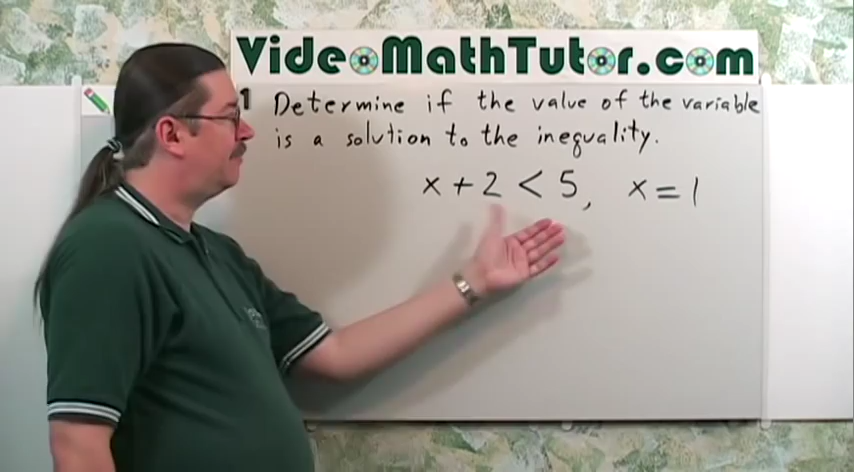 VideoMathTutor.com
1 Determine if the value of the variable
is a solution to the inequality.
x + 2 < 5, x = 1